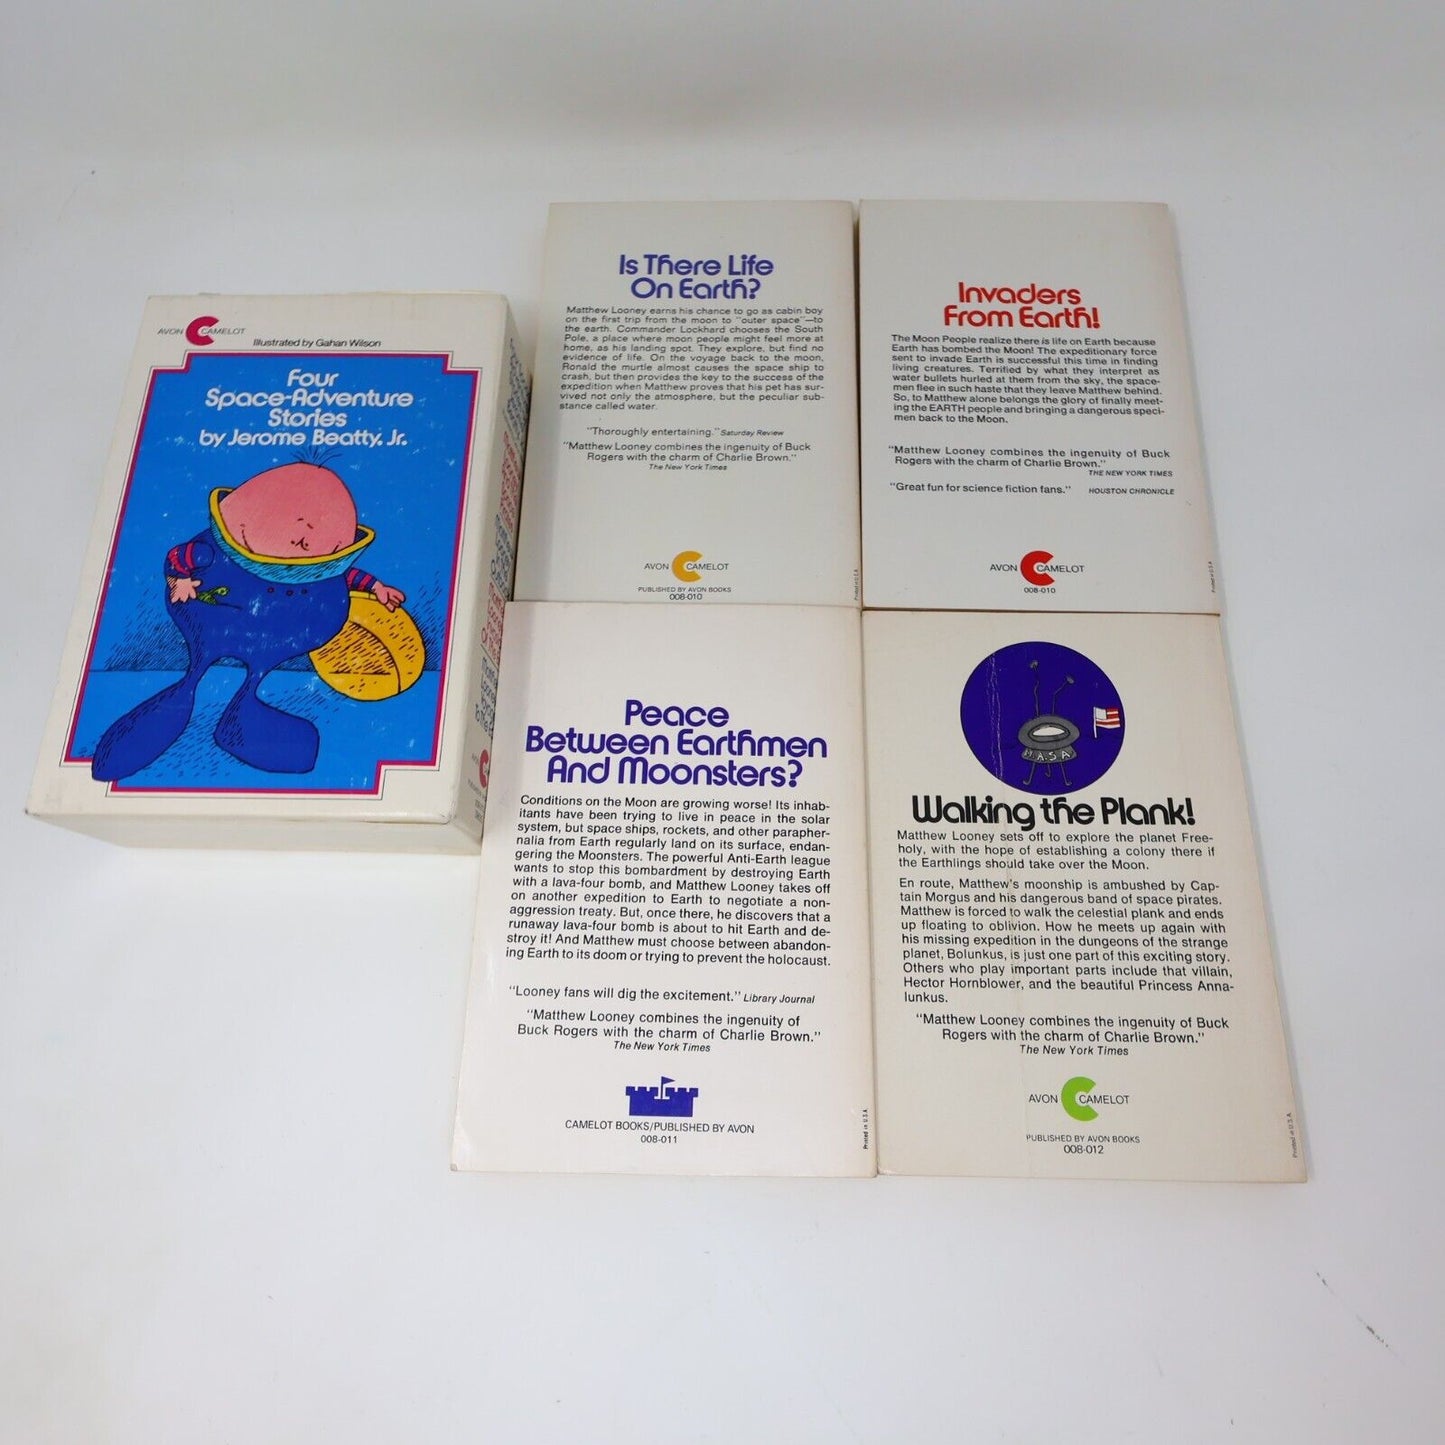 AVON CAMELOT
Illustrated by Gahan Wilson
Four
Space-Adventure
Stories
by Jerome Beatty, Jr.
Is There Life
On Earth?
Matthew Looney earns his chance to go as cabin boy
on the first trip from the moon to "outer space"—to
the earth. Commander Lockhard chooses the South
Pole, a place where moon people might feel more at
home, as his landing spot. They explore, but find no
evidence of life. On the voyage back to the moon,
Ronald the murtle almost causes the space ship to
crash, but then provides the key to the success of the
expedition when Matthew proves that his pet has sur-
vived not only the atmosphere, but the peculiar sub-
stance called water.
"Thoroughly entertaining." Saturday Review
"Matthew Looney combines the ingenuity of Buck
Rogers with the charm of Charlie Brown."
The New York Times
AVON CAMELOT
PUBLISHED BY AVON BOOKS
008-010
Printed in U.S.A.
Invaders
From Earth!
The Moon People realize there is life on Earth because
Earth has bombed the Moon! The expeditionary force
sent to invade Earth is successful this time in finding
living creatures. Terrified by what they interpret as
water bullets hurled at them from the sky, the space-
men flee in such haste that they leave Matthew behind.
So, to Matthew alone belongs the glory of finally meet-
ing the EARTH people and bringing a dangerous speci-
men back to the Moon.
"Matthew Looney combines the ingenuity of Buck
Rogers with the charm of Charlie Brown."
THE NEW YORK TIMES
"Great fun for science fiction fans." HOUSTON CHRONICLE
AVON CAMELOT
008-010
Printed in U.S.A.
Peace
Between Earthmen
And Moonsters?
Conditions on the Moon are growing worse! Its inhab-
itants have been trying to live in peace in the solar
system, but space ships, rockets, and other parapher-
nalia from Earth regularly land on its surface, endan-
gering the Moonsters. The powerful Anti-Earth league
wants to stop this bombardment by destroying Earth
with a lava-four bomb, and Matthew Looney takes off
on another expedition to Earth to negotiate a non-
aggression treaty. But, once there, he discovers that a
runaway lava-four bomb is about to hit Earth and de-
stroy it! And Matthew must choose between abandon-
ing Earth to its doom or trying to prevent the holocaust.
"Looney fans will dig the excitement." Library Journal
"Matthew Looney combines the ingenuity of
Buck Rogers with the charm of Charlie Brown."
The New York Times
CAMELOT BOOKS/PUBLISHED BY AVON
008-011
Printed in U.S.A.
N.A.S.A.
Walking the Plank!
Matthew Looney sets off to explore the planet Free-
holy, with the hope of establishing a colony there if
the Earthlings should take over the Moon.
En route, Matthew's moonship is ambushed by Cap-
tain Morgus and his dangerous band of space pirates.
Matthew is forced to walk the celestial plank and ends
up floating to oblivion. How he meets up again with
his missing expedition in the dungeons of the strange
planet, Bolunkus, is just one part of this exciting story.
Others who play important parts include that villain,
Hector Hornblower, and the beautiful Princess Anna-
lunkus.
"Matthew Looney combines the ingenuity of Buck
Rogers with the charm of Charlie Brown."
The New York Times
AVON CAMELOT
PUBLISHED BY AVON BOOKS
008-012
Printed in U.S.A.